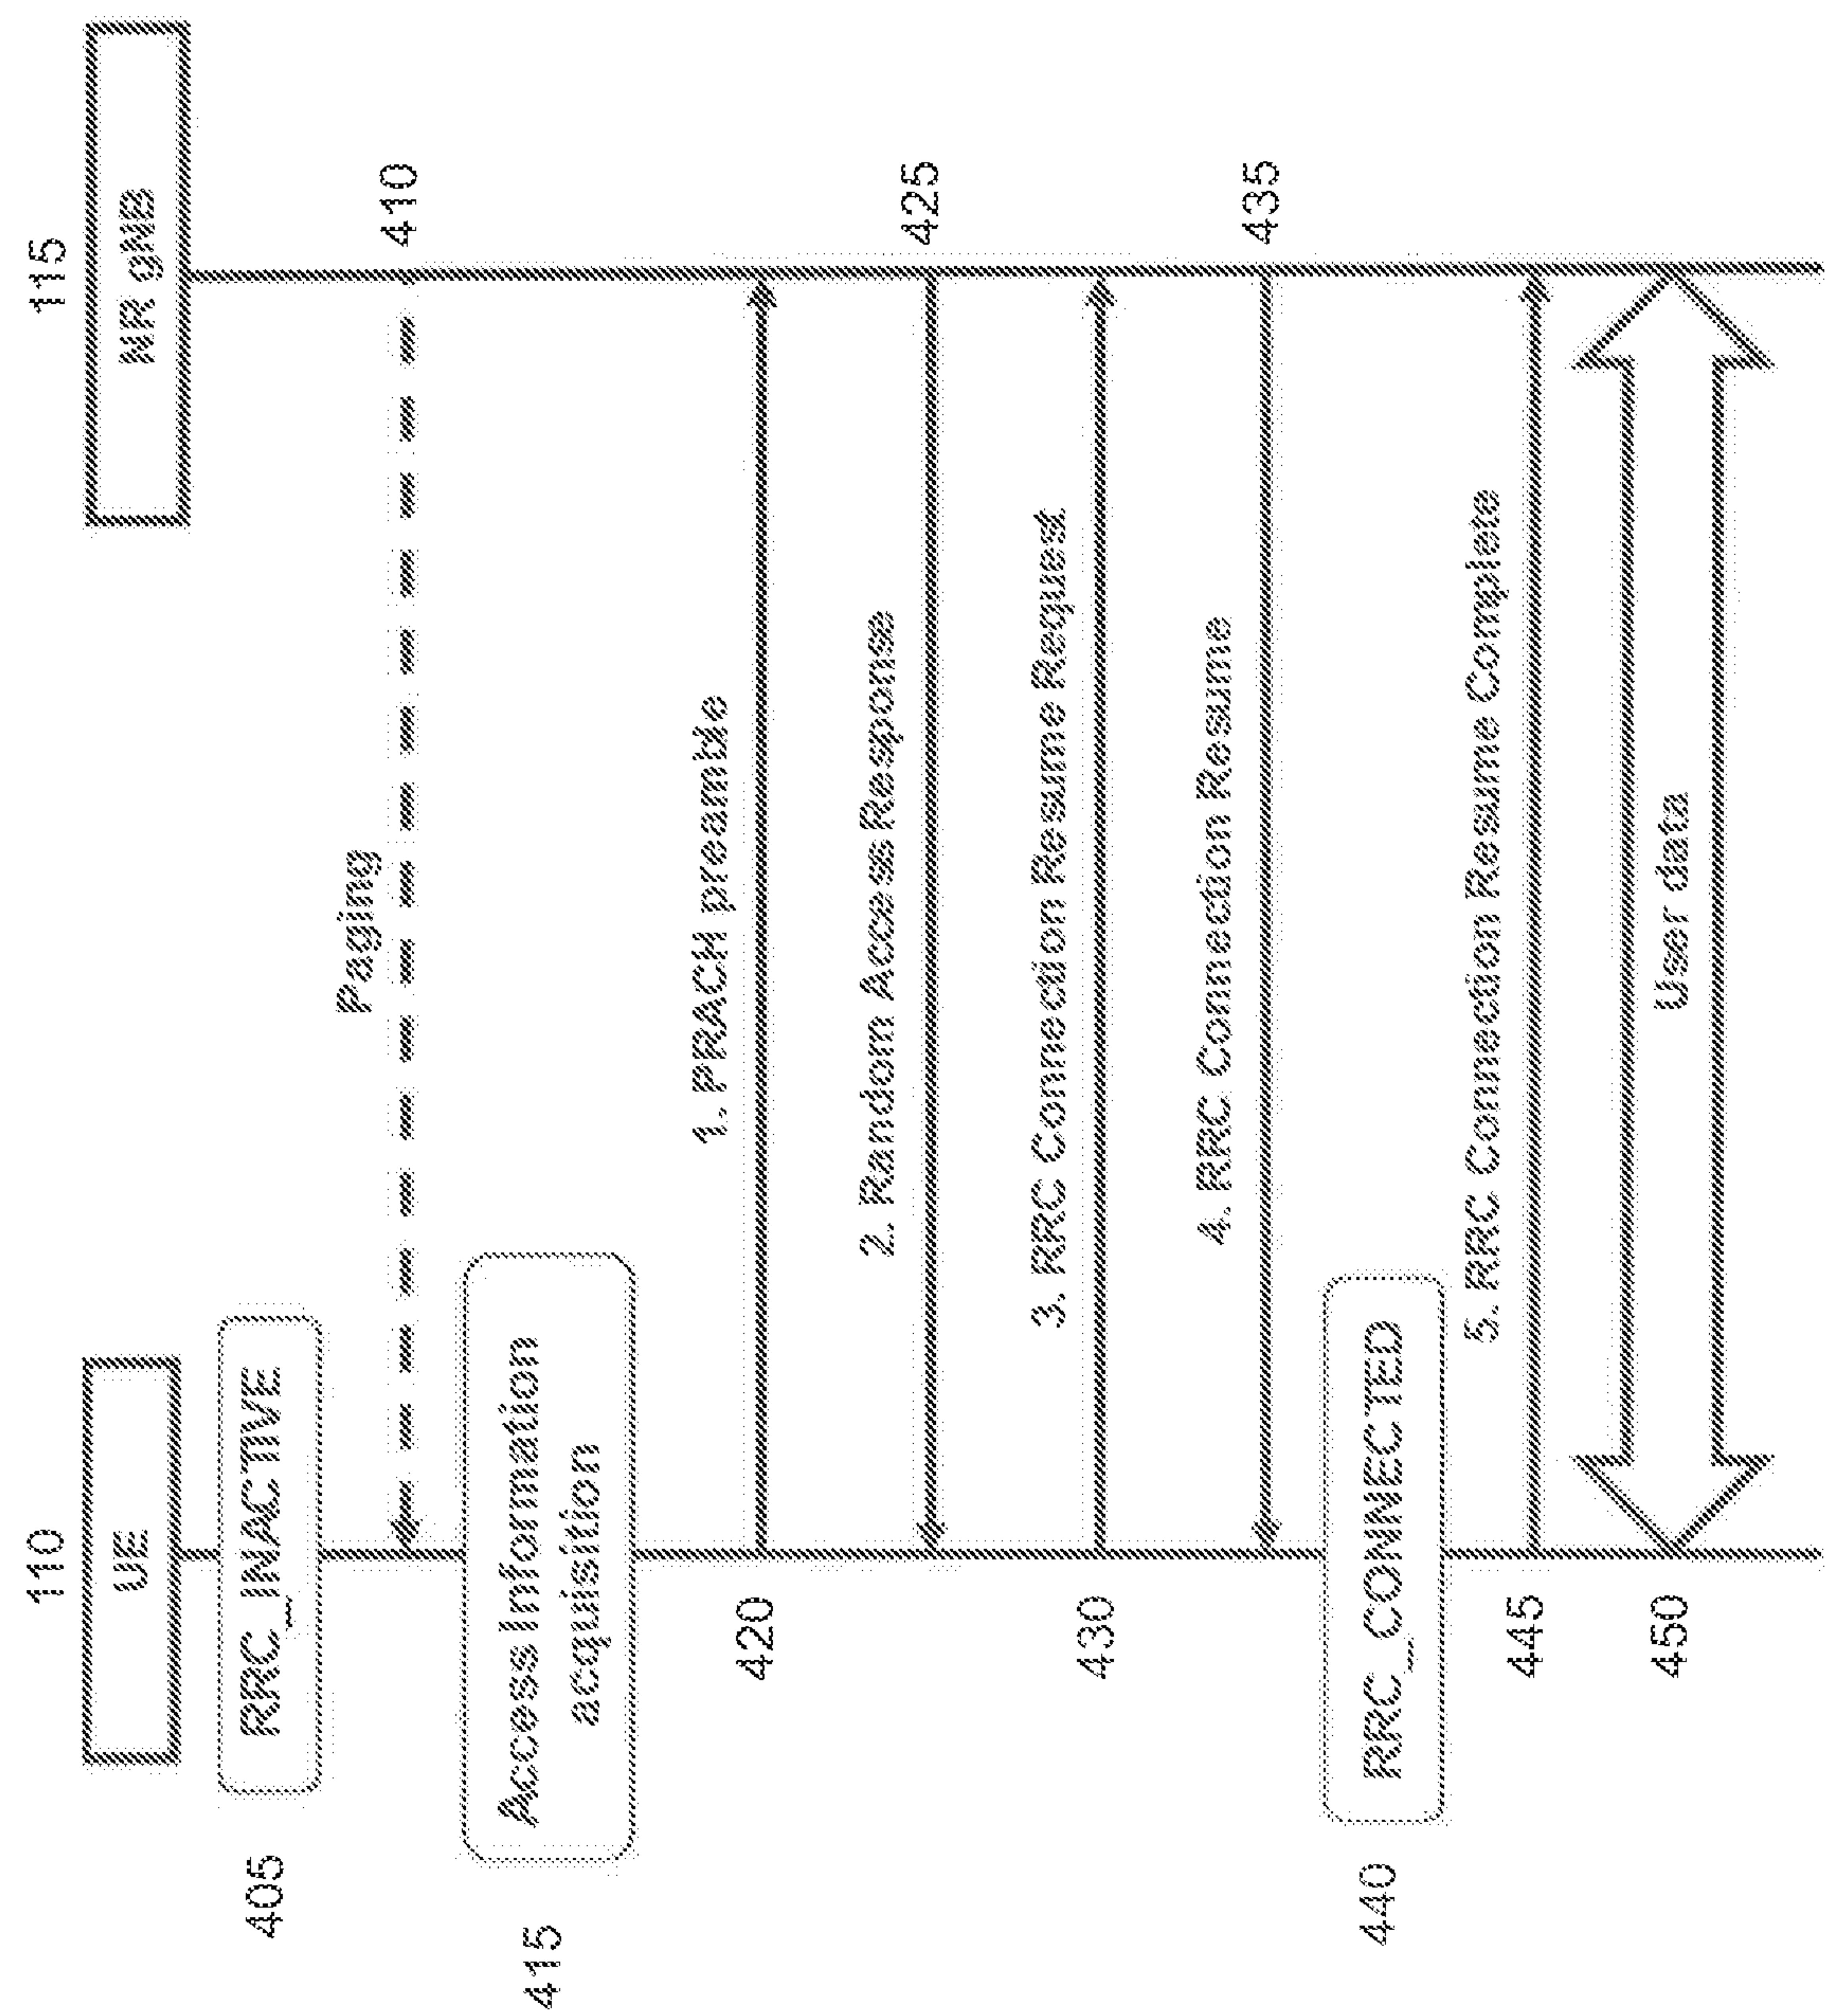 110
115
UE
NR gNB
405
RRC_INACTIVE
Paging
410
415
Access Information
acquisition
1. PRACH preamble
420
2. Random Access Response
425
3. RRC Connection Resume Request
430
4. RRC Connection Resume
435
440
RRC_CONNECTED
5. RRC Connection Resume Complete
445
User data
450